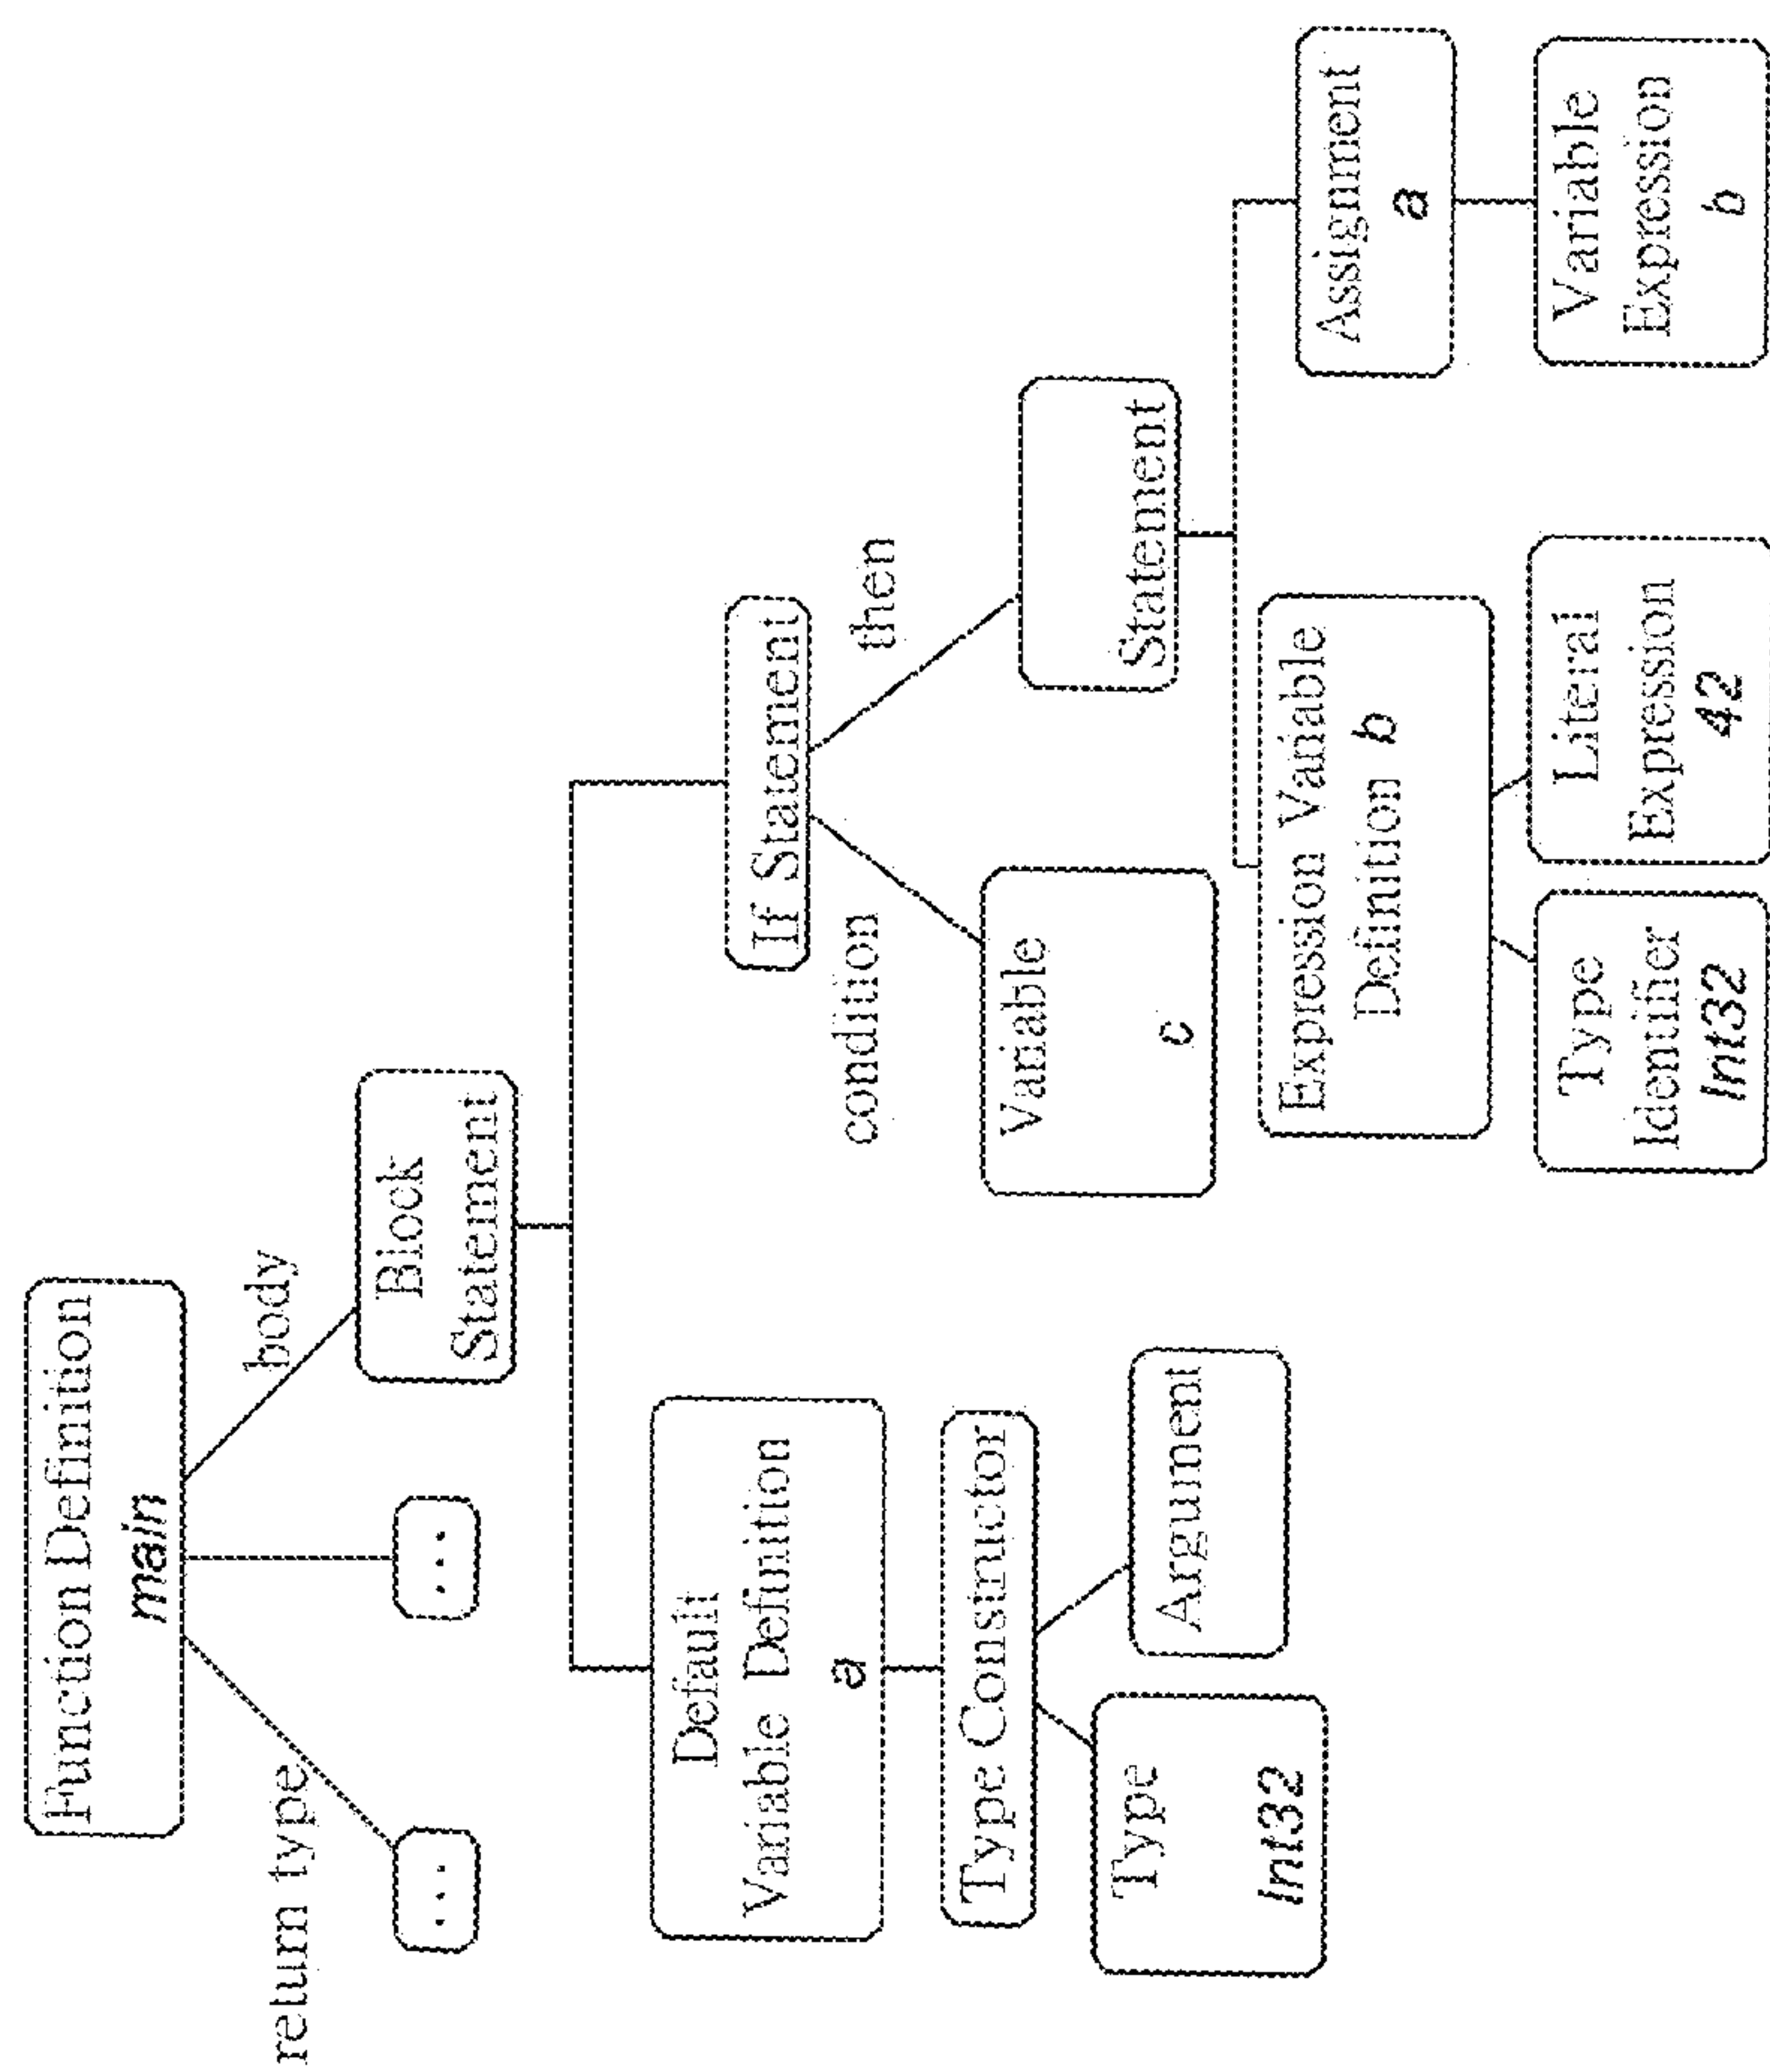 Function Definition
main
return type
body
...
...
Block
Statement
Default
Variable Definition
a
If Statement
condition
then
Type Constructor
Variable
c
Statement
Type
Int32
Argument
Expression Variable
Definition b
Assignment
a
Type
Identifier
Int32
Literal
Expression
42
Variable
Expression
b